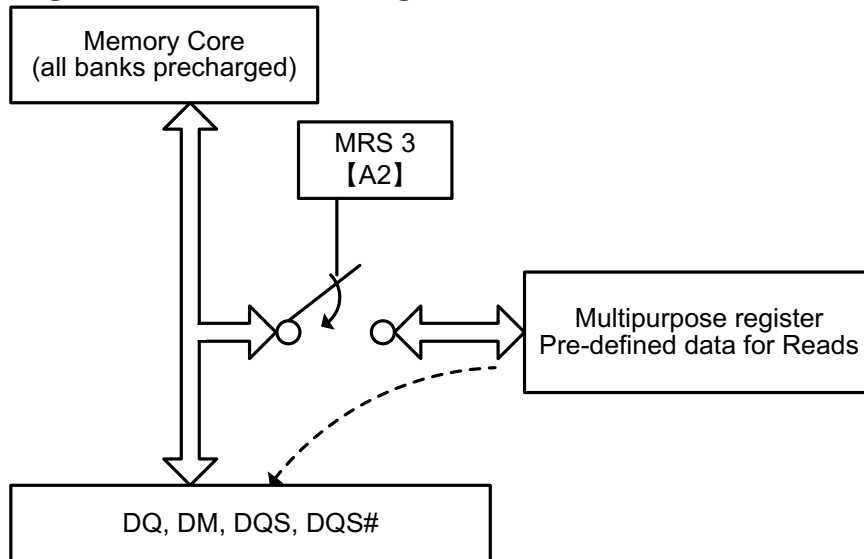 Memory Core
(all banks precharged)
MRS 3
【A2】
Multipurpose register
Pre-defined data for Reads
DQ, DM, DQS, DQS#